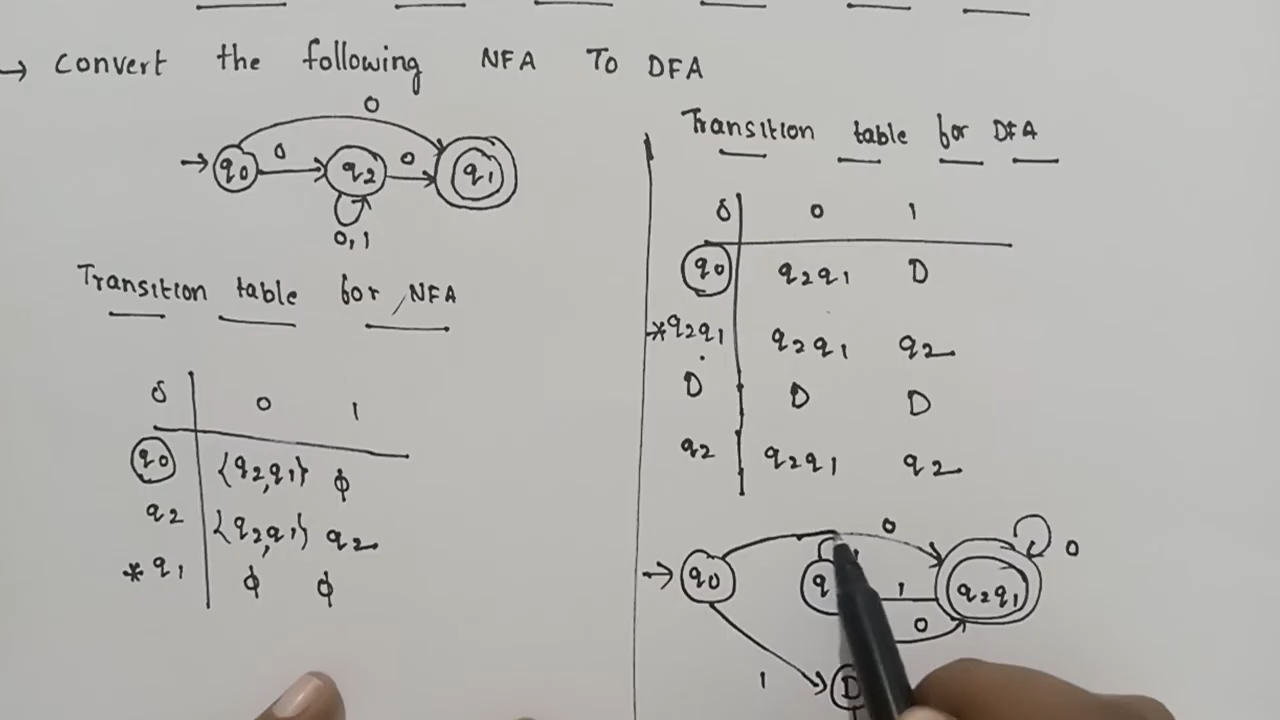 → Convert the following NFA To DFA
0
→ q0 0 q2 0 q1
0,1
Transition table for NFA
δ 0 1
q0 {q2,q1} ϕ
q2 {q2,q1} q2
* q1 ϕ ϕ
Transition table for DFA
δ 0 1
q0 q2q1 D
*q2q1 q2q1 q2
D D D
q2 q2q1 q2
0 0
→ q0 q 1 q2q1
0
1 D